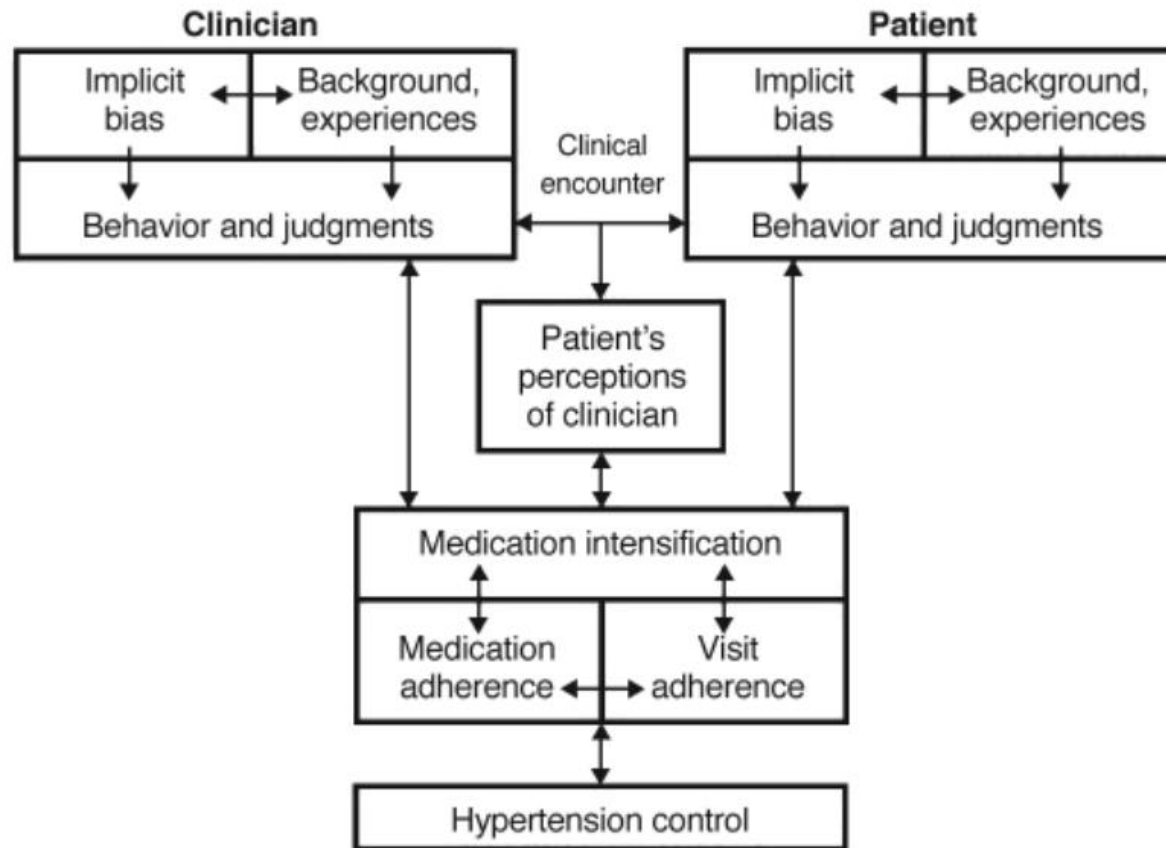 Clinician
Patient
Implicit
bias
Background,
experiences
Behavior and judgments
Clinical
encounter
Implicit
bias
Background,
experiences
Behavior and judgments
Patient's
perceptions
of clinician
Medication intensification
Medication
adherence
Visit
adherence
Hypertension control